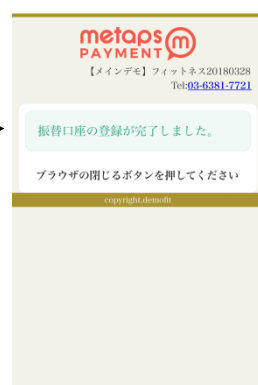 metaps
PAYMENT
【メインデモ】フィットネス20180328
Tel:03-6381-7721
振替口座の登録が完了しました。
ブラウザの閉じるボタンを押してください
copyright.demofit